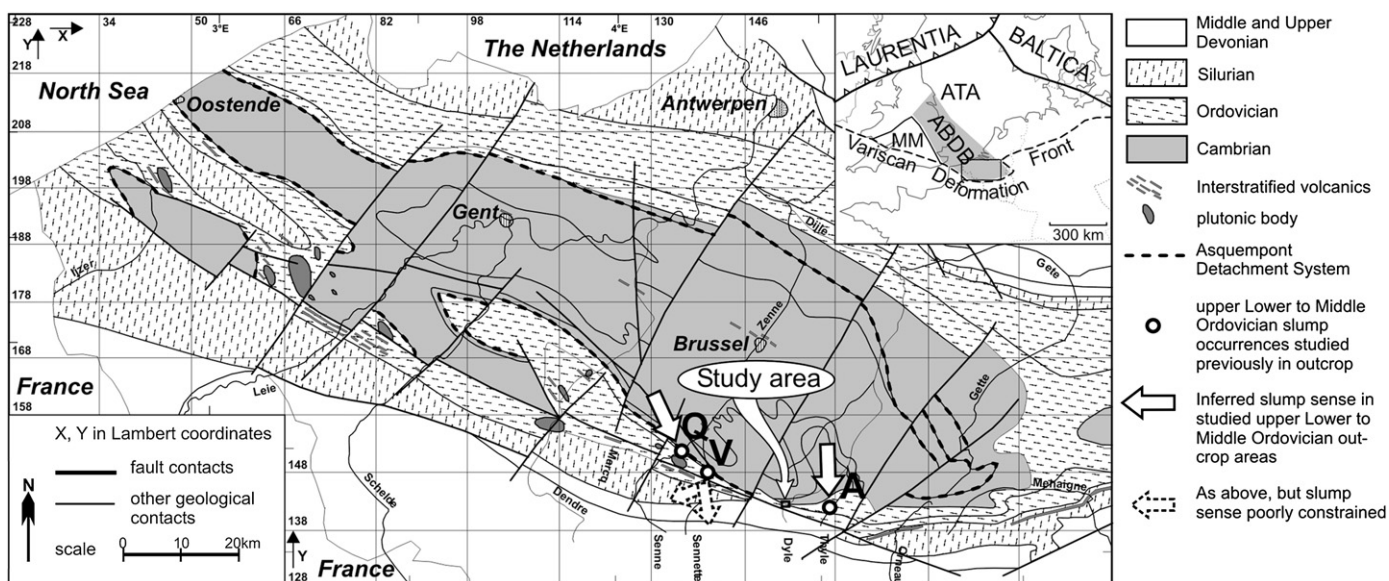 228
Y
X
50
3°E
66
82
98
114
4°E
130
146
34
218
208
198
188
178
168
158
148
138
128
The Netherlands
North Sea
Oostende
Antwerpen
Gent
Ijzer
Dijle
Gete
Zenne
Brussel
Study area
Gette
France
Leie
Q
V
A
Marcq
Mehaigne
Schelde
Dendre
Senne
Sennette
Dyle
Thyle
Orneau
Y
France
LAURENTIA
BALTICA
ATA
ABDB
MM
Variscan Deformation Front
300 km
X, Y in Lambert coordinates
fault contacts
other geological
contacts
N
scale
0 10 20km
Middle and Upper
Devonian
Silurian
Ordovician
Cambrian
Interstratified volcanics
plutonic body
Asquempont
Detachment System
upper Lower to Middle
Ordovician slump
occurrences studied
previously in outcrop
Inferred slump sense in
studied upper Lower to
Middle Ordovician out-
crop areas
As above, but slump
sense poorly constrained